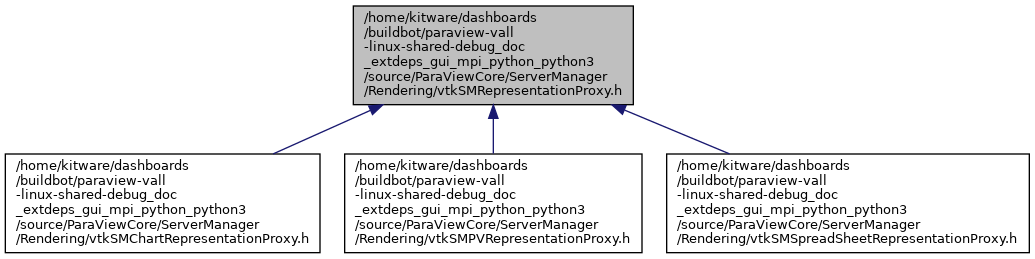 /home/kitware/dashboards
/buildbot/paraview-vall
-linux-shared-debug_doc
_extdeps_gui_mpi_python_python3
/source/ParaViewCore/ServerManager
/Rendering/vtkSMRepresentationProxy.h
/home/kitware/dashboards
/buildbot/paraview-vall
-linux-shared-debug_doc
_extdeps_gui_mpi_python_python3
/source/ParaViewCore/ServerManager
/Rendering/vtkSMChartRepresentationProxy.h
/home/kitware/dashboards
/buildbot/paraview-vall
-linux-shared-debug_doc
_extdeps_gui_mpi_python_python3
/source/ParaViewCore/ServerManager
/Rendering/vtkSMPVRepresentationProxy.h
/home/kitware/dashboards
/buildbot/paraview-vall
-linux-shared-debug_doc
_extdeps_gui_mpi_python_python3
/source/ParaViewCore/ServerManager
/Rendering/vtkSMSpreadSheetRepresentationProxy.h